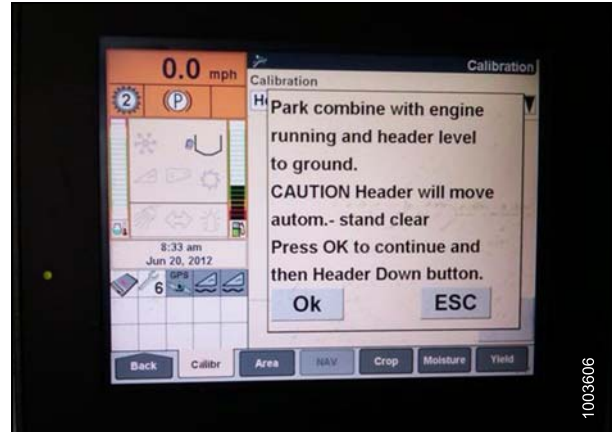 0.0 mph
Calibration
Calibration
2
P
He
Park combine with engine
running and header level
to ground.
CAUTION Header will move
autom.- stand clear
Press OK to continue and
then Header Down button.
Ok
ESC
8:33 am
Jun 20, 2012
6
GPS
Back
Calibr
Area
NAV
Crop
Moisture
Yield
1003606